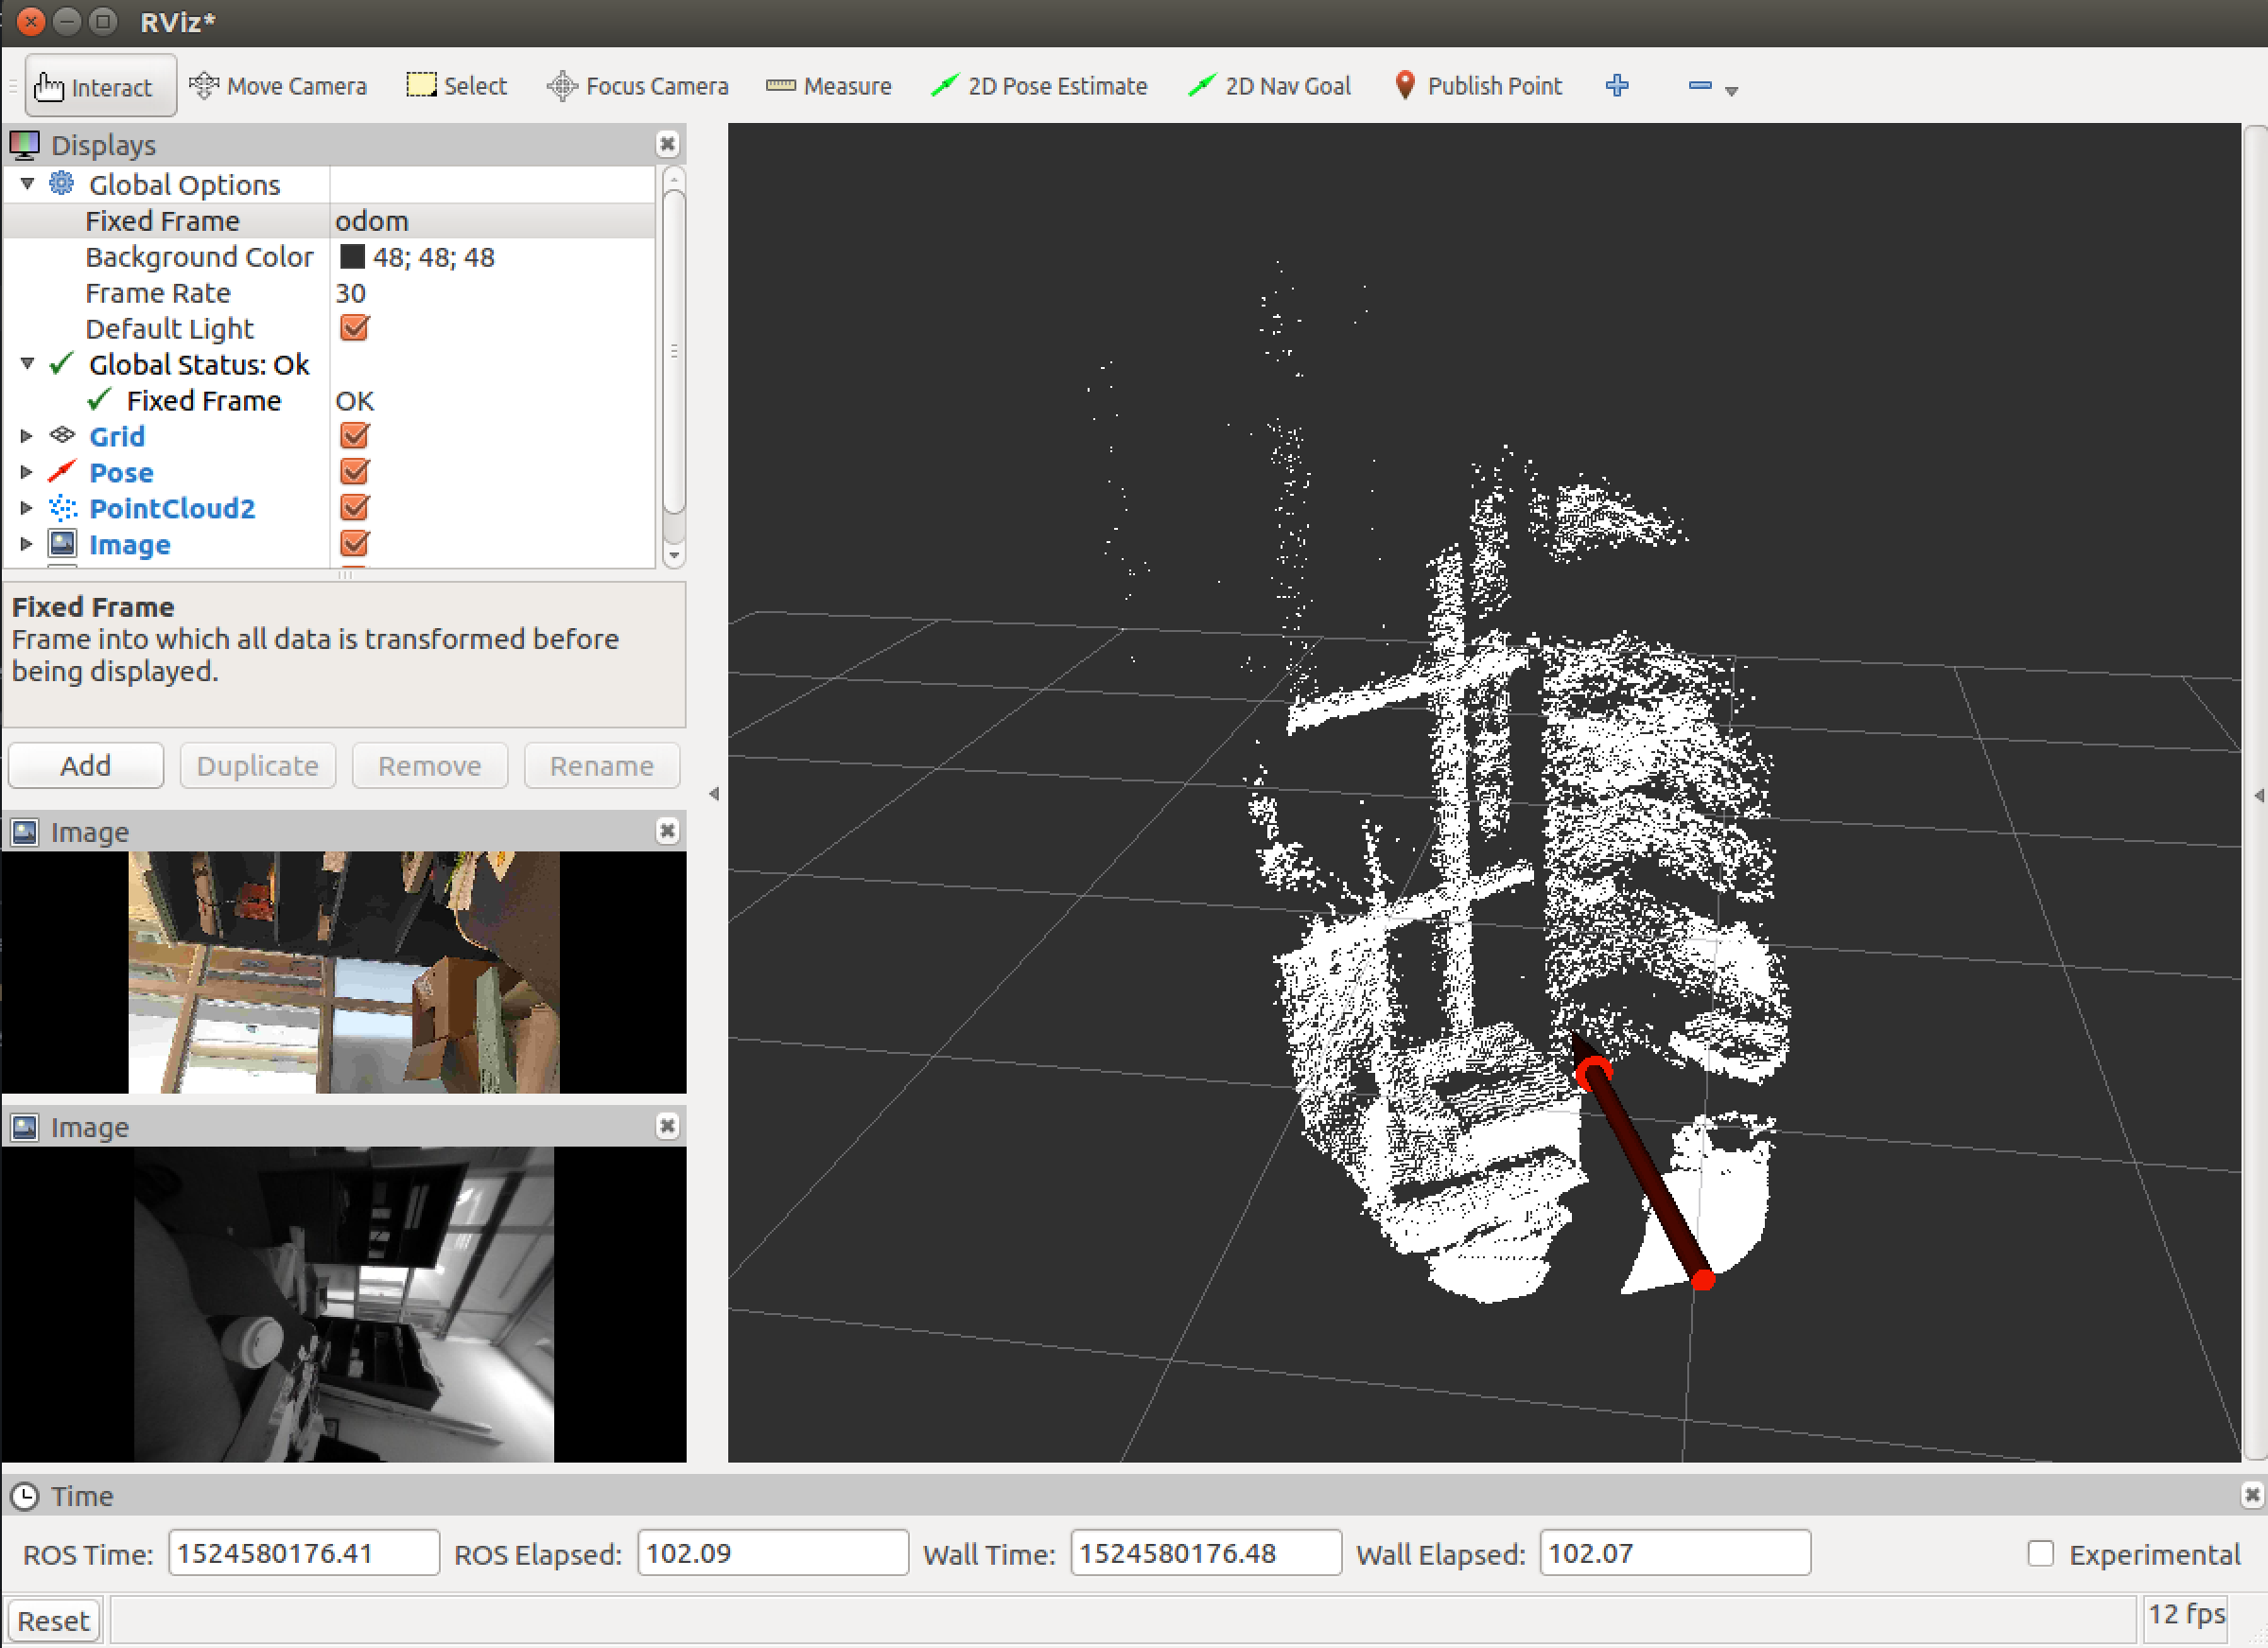 RViz*
Interact Move Camera Select Focus Camera Measure 2D Pose Estimate 2D Nav Goal Publish Point
Displays
Global Options
Fixed Frame odom
Background Color 48; 48; 48
Frame Rate 30
Default Light
Global Status: Ok
Fixed Frame OK
Grid
Pose
PointCloud2
Image
Fixed Frame
Frame into which all data is transformed before
being displayed.
Add Duplicate Remove Rename
Image
Image
Time
ROS Time: 1524580176.41 ROS Elapsed: 102.09 Wall Time: 1524580176.48 Wall Elapsed: 102.07 Experimental
Reset 12 fps